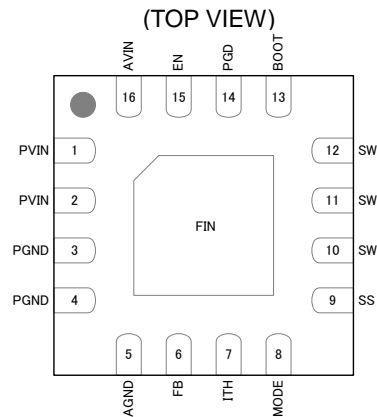 (TOP VIEW)
AVIN EN PGD BOOT
16 15 14 13
PVIN 1 12 SW
PVIN 2 11 SW
FIN
PGND 3 10 SW
PGND 4 9 SS
5 6 7 8
AGND FB ITH MODE